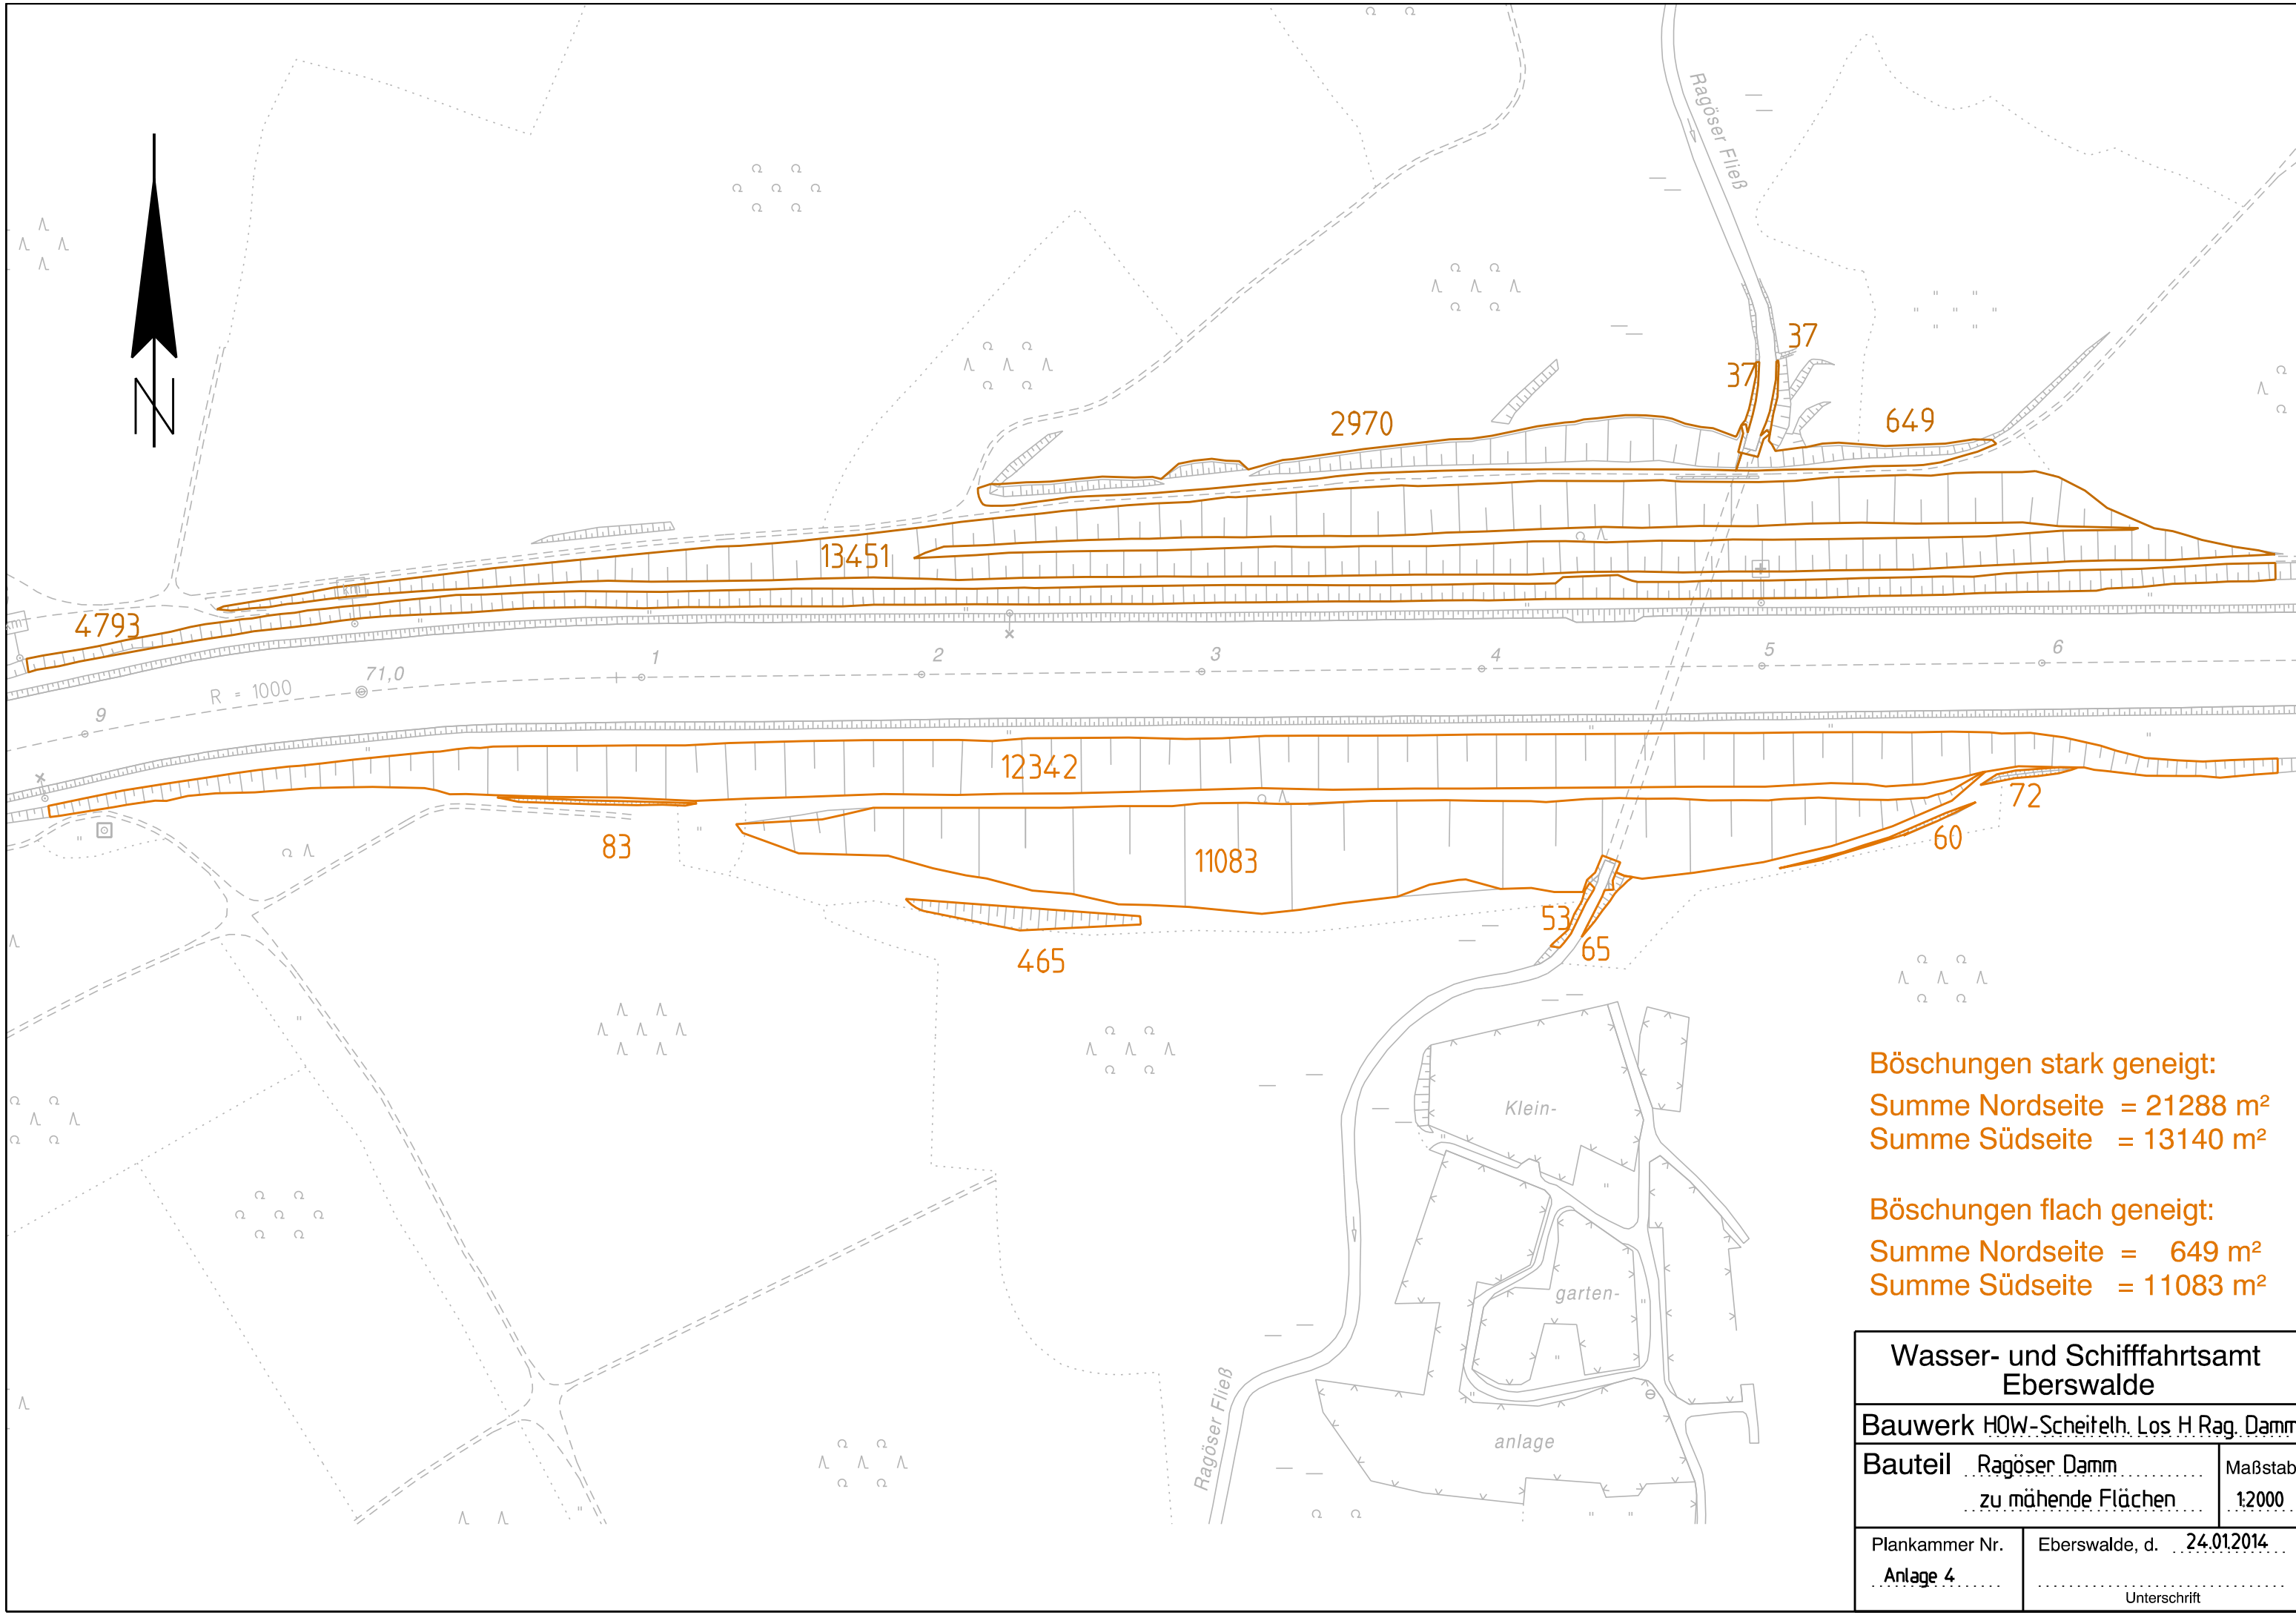 N
Ragöser Fließ
37
37
2970
649
13451
4793
km
R = 1000
9
71,0
1
2
3
4
5
6
12342
83
11083
72
60
53
65
465
Klein-
garten-
anlage
Ragöser Fließ
Böschungen stark geneigt:
Summe Nordseite = 21288 m²
Summe Südseite = 13140 m²
Böschungen flach geneigt:
Summe Nordseite = 649 m²
Summe Südseite = 11083 m²
Wasser- und Schifffahrtsamt
Eberswalde
Bauwerk HOW-Scheitelh. Los H Rag. Damm
Bauteil Ragöser Damm
zu mähende Flächen
Maßstab
1:2000
Plankammer Nr.
Anlage 4
Eberswalde, d. 24.01.2014
Unterschrift